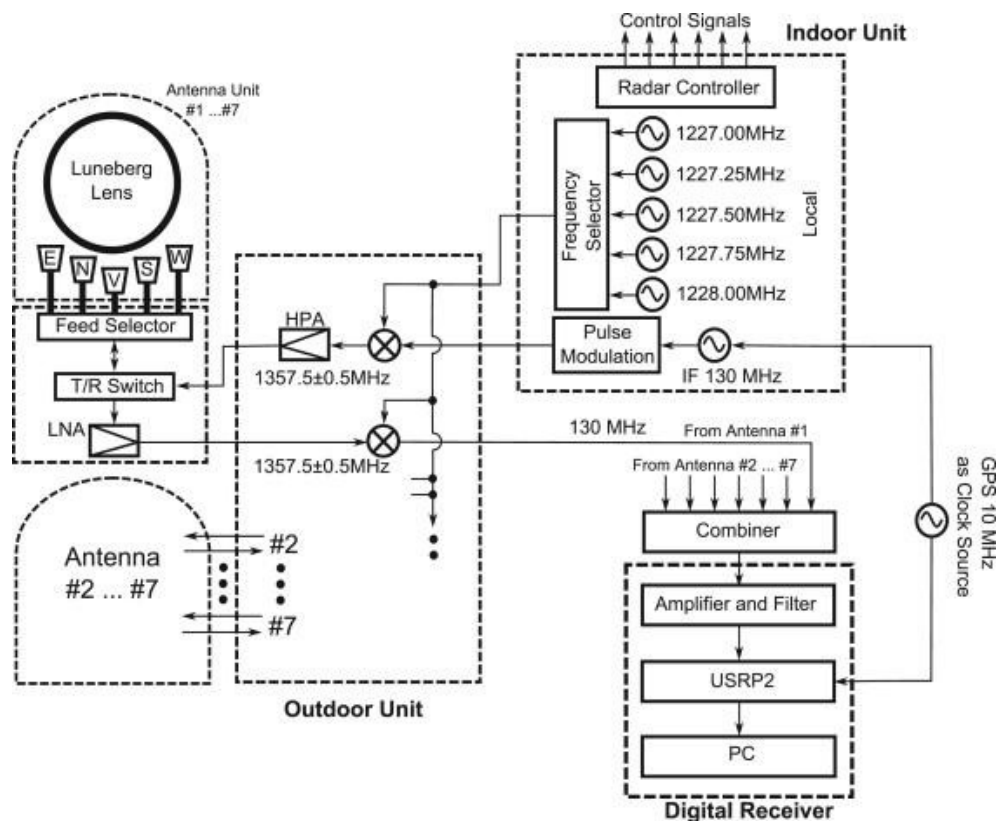 Control Signals
Indoor Unit
Radar Controller
Antenna Unit
#1 ...#7
Luneberg
Lens
E
N
V
S
W
Feed Selector
T/R Switch
LNA
Frequency
Selector
1227.00MHz
1227.25MHz
1227.50MHz
1227.75MHz
1228.00MHz
Local
Pulse
Modulation
IF 130 MHz
HPA
1357.5±0.5MHz
1357.5±0.5MHz
130 MHz
From Antenna #1
From Antenna #2 ... #7
GPS 10 MHz
as Clock Source
Antenna
#2 ... #7
#2
#7
Outdoor Unit
Combiner
Amplifier and Filter
USRP2
PC
Digital Receiver